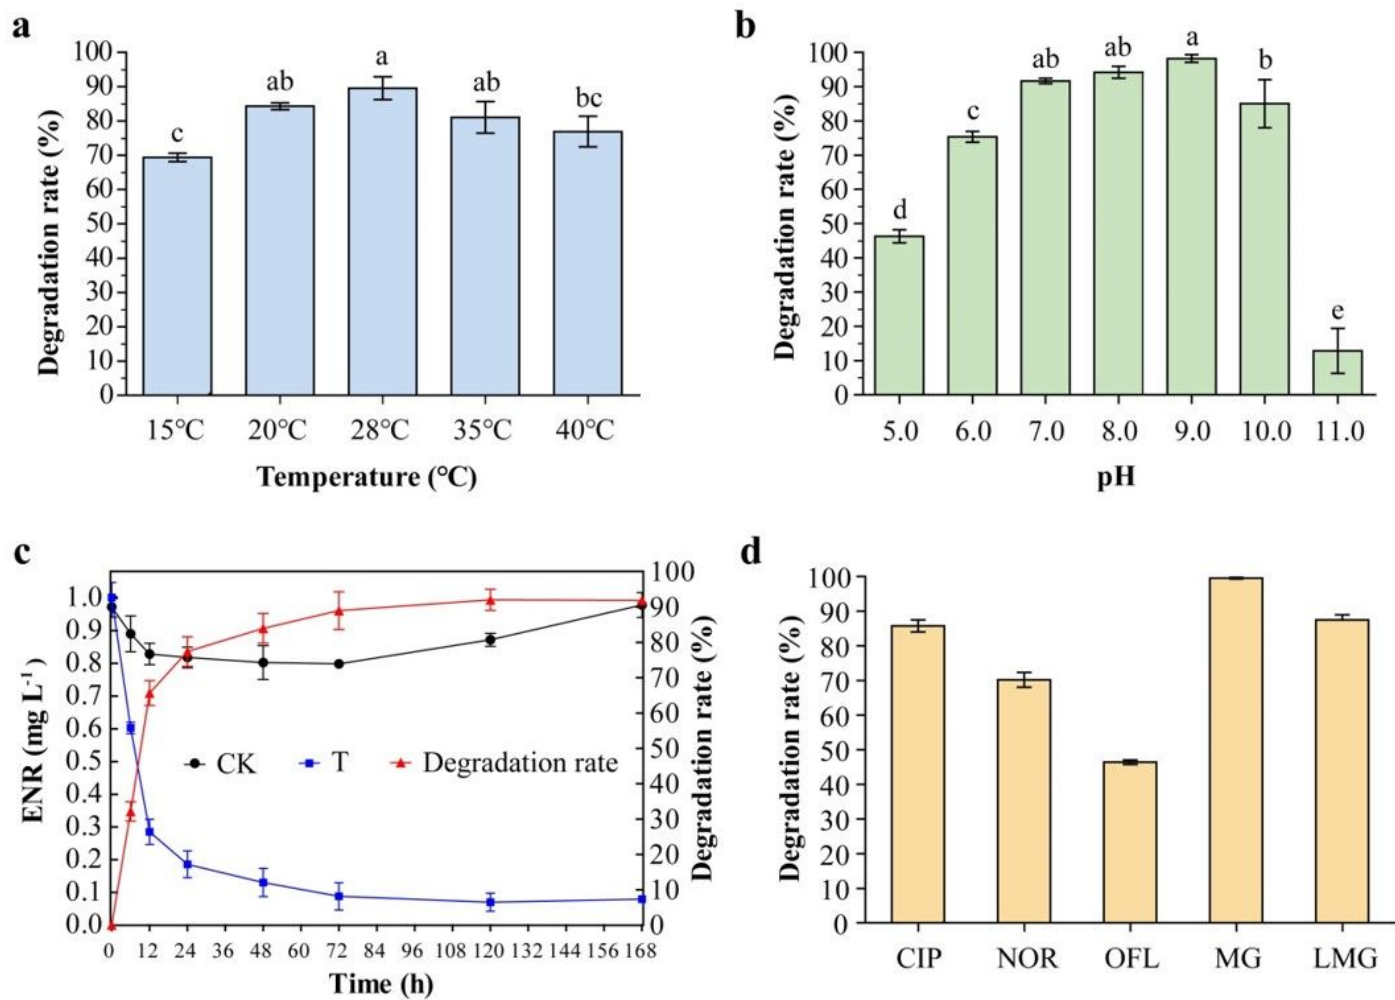 a
Degradation rate (%)
100
90
80
70
60
50
40
30
20
10
0
c
ab
a
ab
bc
15℃
20℃
28℃
35℃
40℃
Temperature (℃)
b
Degradation rate (%)
100
90
80
70
60
50
40
30
20
10
0
d
c
ab
ab
a
b
e
5.0
6.0
7.0
8.0
9.0
10.0
11.0
pH
c
ENR (mg L⁻¹)
1.0
0.9
0.8
0.7
0.6
0.5
0.4
0.3
0.2
0.1
0.0
CK
T
Degradation rate
0 12 24 36 48 60 72 84 96 108 120 132 144 156 168
Time (h)
100
90
80
70
60
50
40
30
20
10
0
Degradation rate (%)
d
Degradation rate (%)
100
90
80
70
60
50
40
30
20
10
0
CIP
NOR
OFL
MG
LMG